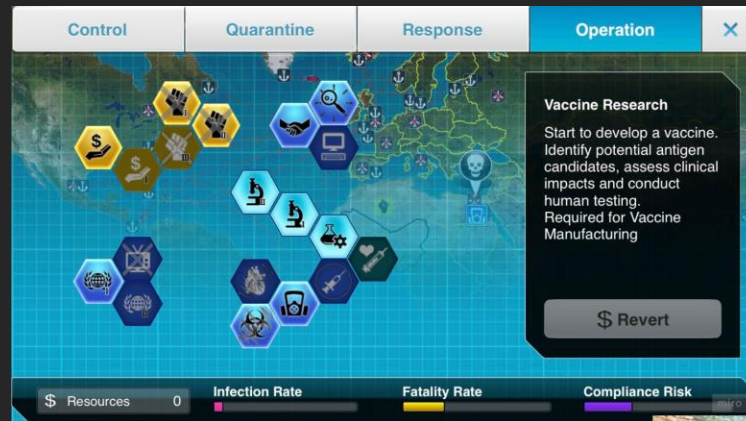 Control
Quarantine
Response
Operation
Vaccine Research
Start to develop a vaccine.
Identify potential antigen
candidates, assess clinical
impacts and conduct
human testing.
Required for Vaccine
Manufacturing
$ Revert
$ Resources 0
Infection Rate
Fatality Rate
Compliance Risk
miro